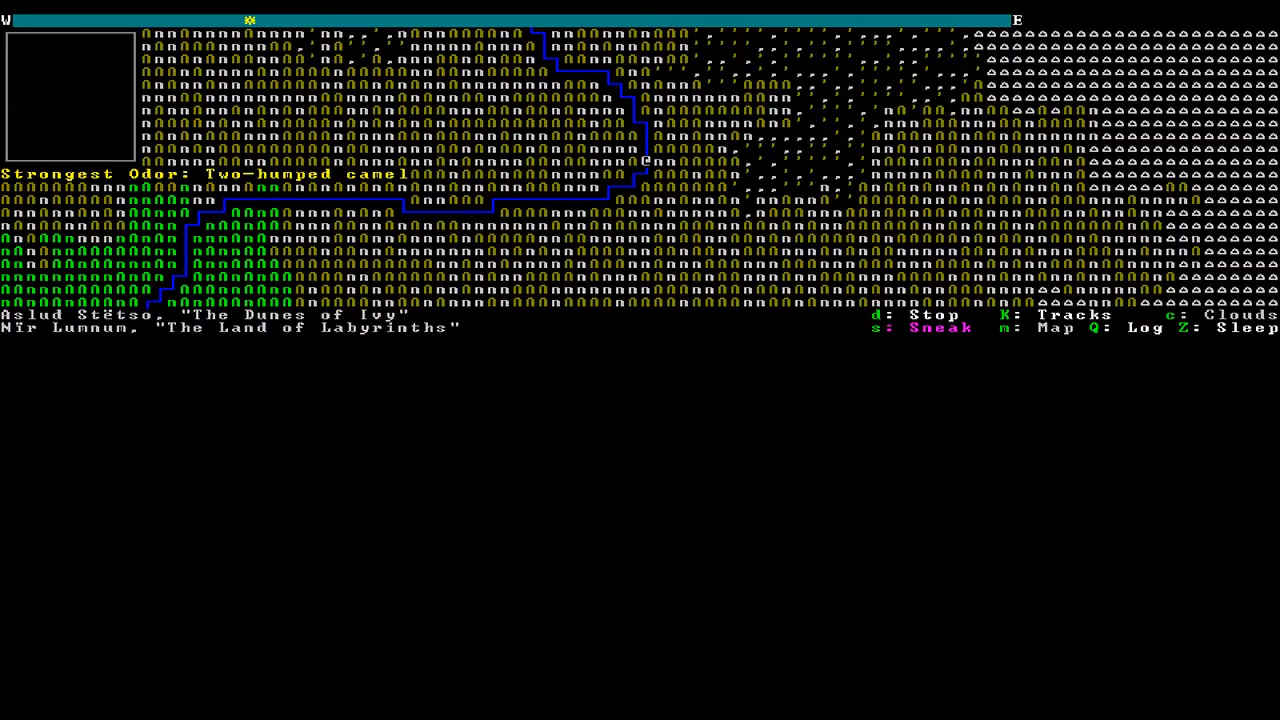 W E
Strongest Odor: Two-humped camel
Aslud Stëtso, "The Dunes of Ivy" d: Stop K: Tracks c: Clouds
Nïr Lumnum, "The Land of Labyrinths" s: Sneak m: Map Q: Log Z: Sleep